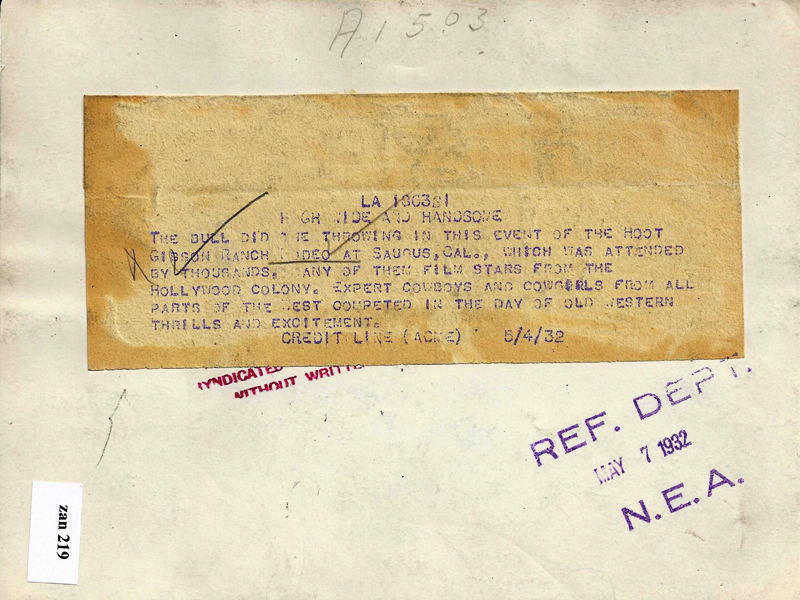 A1503
LA 136321
HIGH WIDE AND HANDSOME
THE BULL DID THE THROWING IN THIS EVENT OF THE HOOT
GIBSON RANCH RODEO AT SAUGUS,CAL., WHICH WAS ATTENDED
BY THOUSANDS, MANY OF THEM FILM STARS FROM THE
HOLLYWOOD COLONY. EXPERT COWBOYS AND COWGIRLS FROM ALL
PARTS OF THE WEST COMPETED IN THE DAY OF OLD WESTERN
THRILLS AND EXCITEMENT.
CREDIT LINE (ACME) 5/4/32
SYNDICATED
WITHOUT
REF. DEPT.
MAY 7 1932
N.E.A.
zan 219